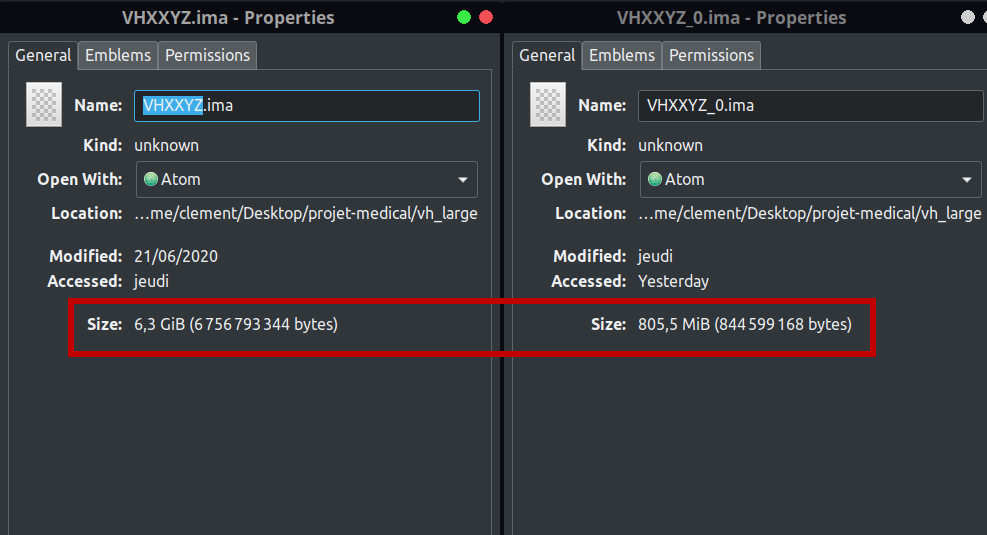 VHXXYZ.ima - Properties
General Emblems Permissions
Name: VHXXYZ.ima
Kind: unknown
Open With: Atom
Location: ...me/clement/Desktop/projet-medical/vh_large
Modified: 21/06/2020
Accessed: jeudi
Size: 6,3 GiB (6 756 793 344 bytes)
VHXXYZ_0.ima - Properties
General Emblems Permissions
Name: VHXXYZ_0.ima
Kind: unknown
Open With: Atom
Location: ...me/clement/Desktop/projet-medical/vh_large
Modified: jeudi
Accessed: Yesterday
Size: 805,5 MiB (844 599 168 bytes)